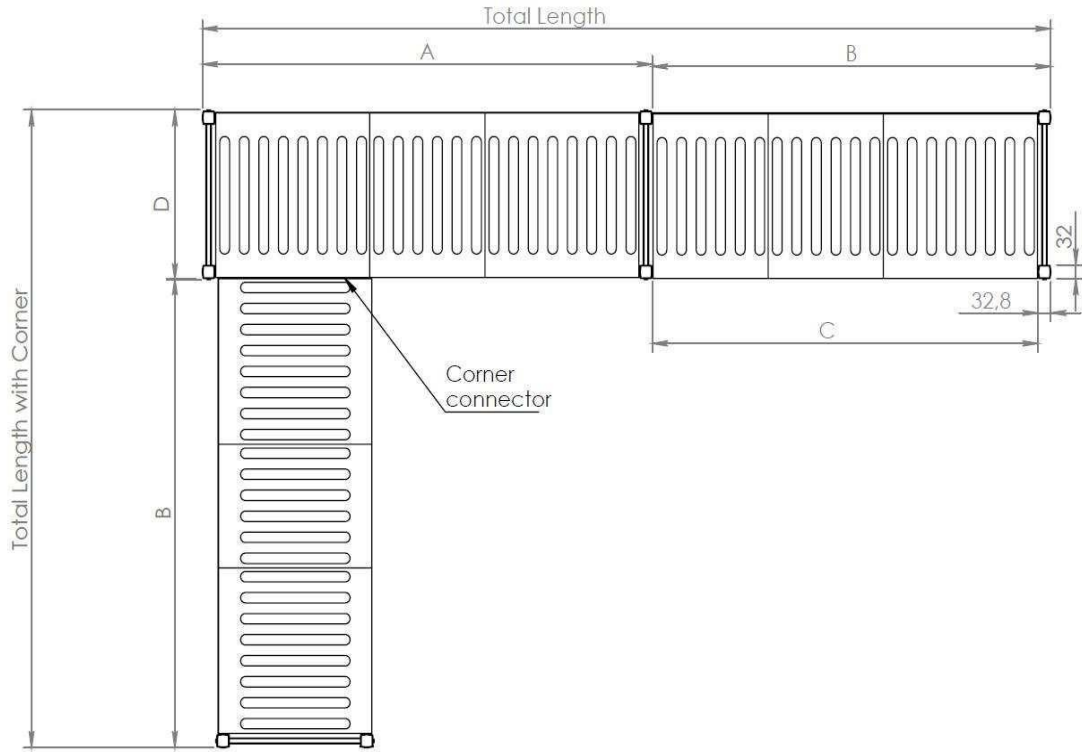 Total Length
A
B
D
32
32,8
C
Corner
connector
Total Length with Corner
B